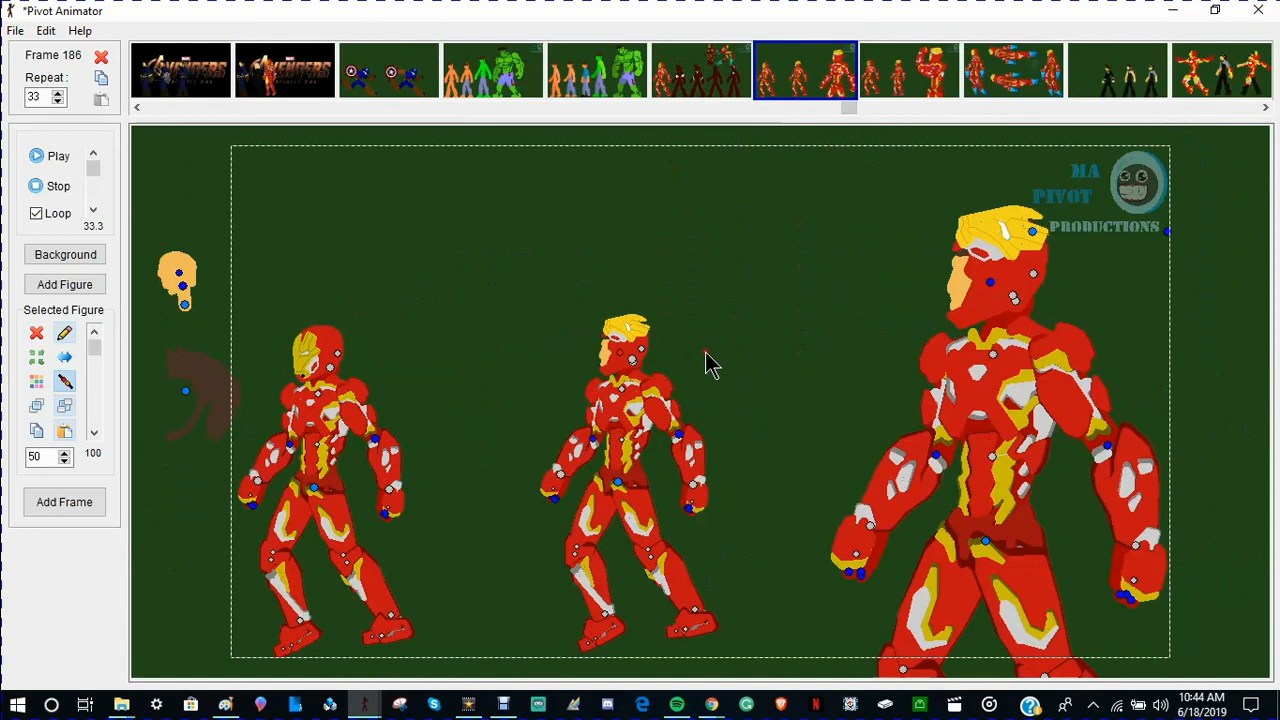 *Pivot Animator
File Edit Help
Frame 186
Repeat:
33
Play
Stop
Loop
33.3
Background
Add Figure
Selected Figure
50
100
Add Frame
MA
PIVOT
PRODUCTIONS
10:44 AM
6/18/2019